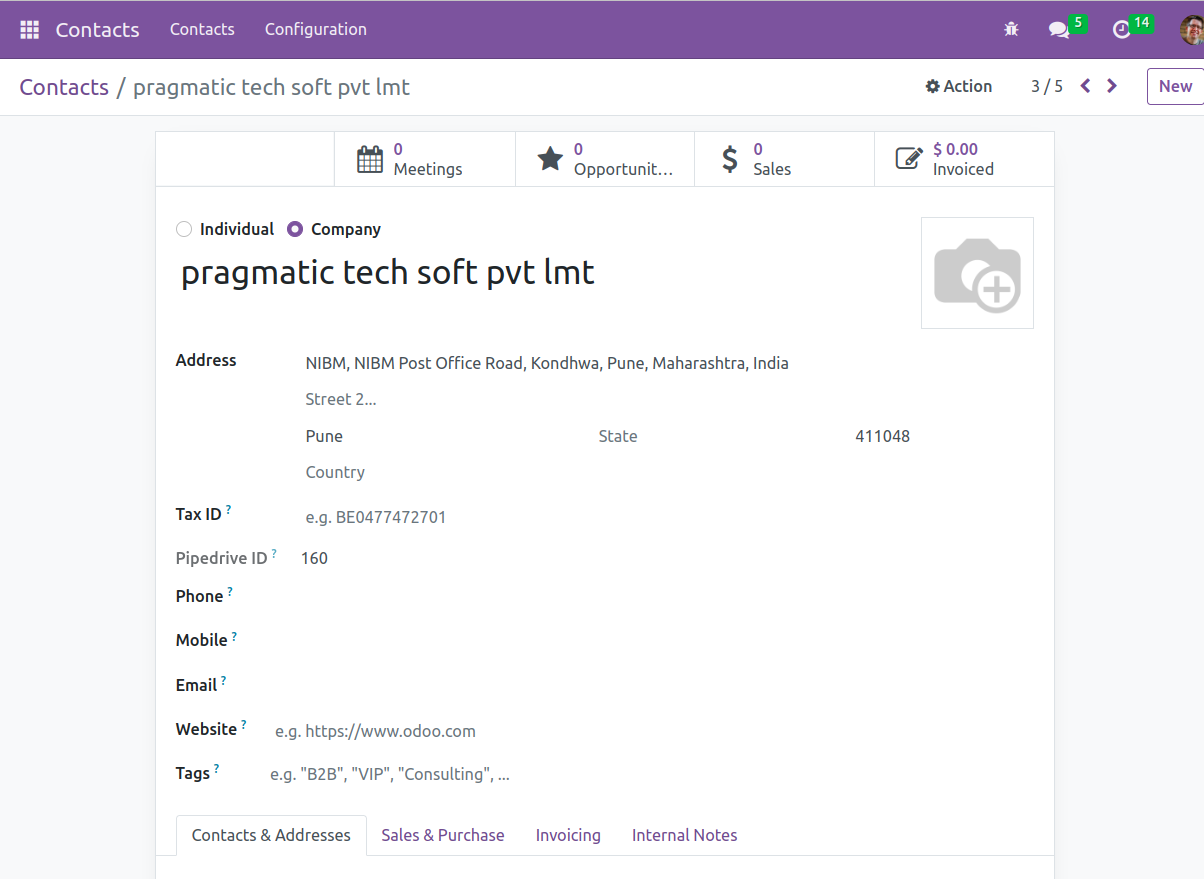 Contacts Contacts Configuration 5 14
Contacts / pragmatic tech soft pvt lmt Action 3 / 5 New
0 Meetings
0 Opportunit...
$ 0 Sales
$ 0.00 Invoiced
Individual Company
pragmatic tech soft pvt lmt
Address NIBM, NIBM Post Office Road, Kondhwa, Pune, Maharashtra, India
Street 2...
Pune State 411048
Country
Tax ID ? e.g. BE0477472701
Pipedrive ID ? 160
Phone ?
Mobile ?
Email ?
Website ? e.g. https://www.odoo.com
Tags ? e.g. "B2B", "VIP", "Consulting", ...
Contacts & Addresses Sales & Purchase Invoicing Internal Notes